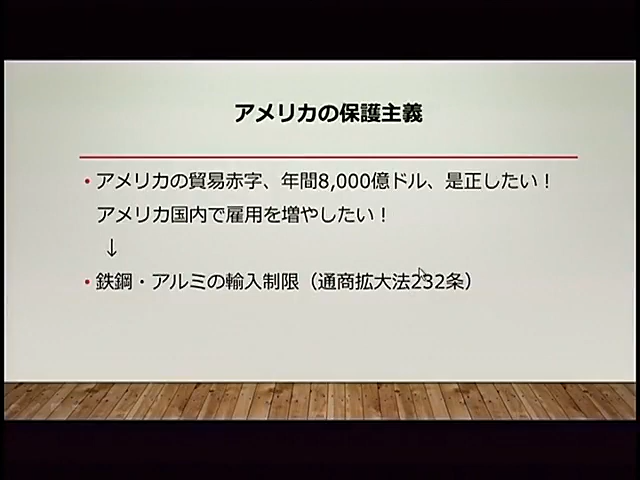 アメリカの保護主義
・アメリカの貿易赤字、年間8,000億ドル、是正したい！
アメリカ国内で雇用を増やしたい！
↓
・鉄鋼・アルミの輸入制限（通商拡大法232条）